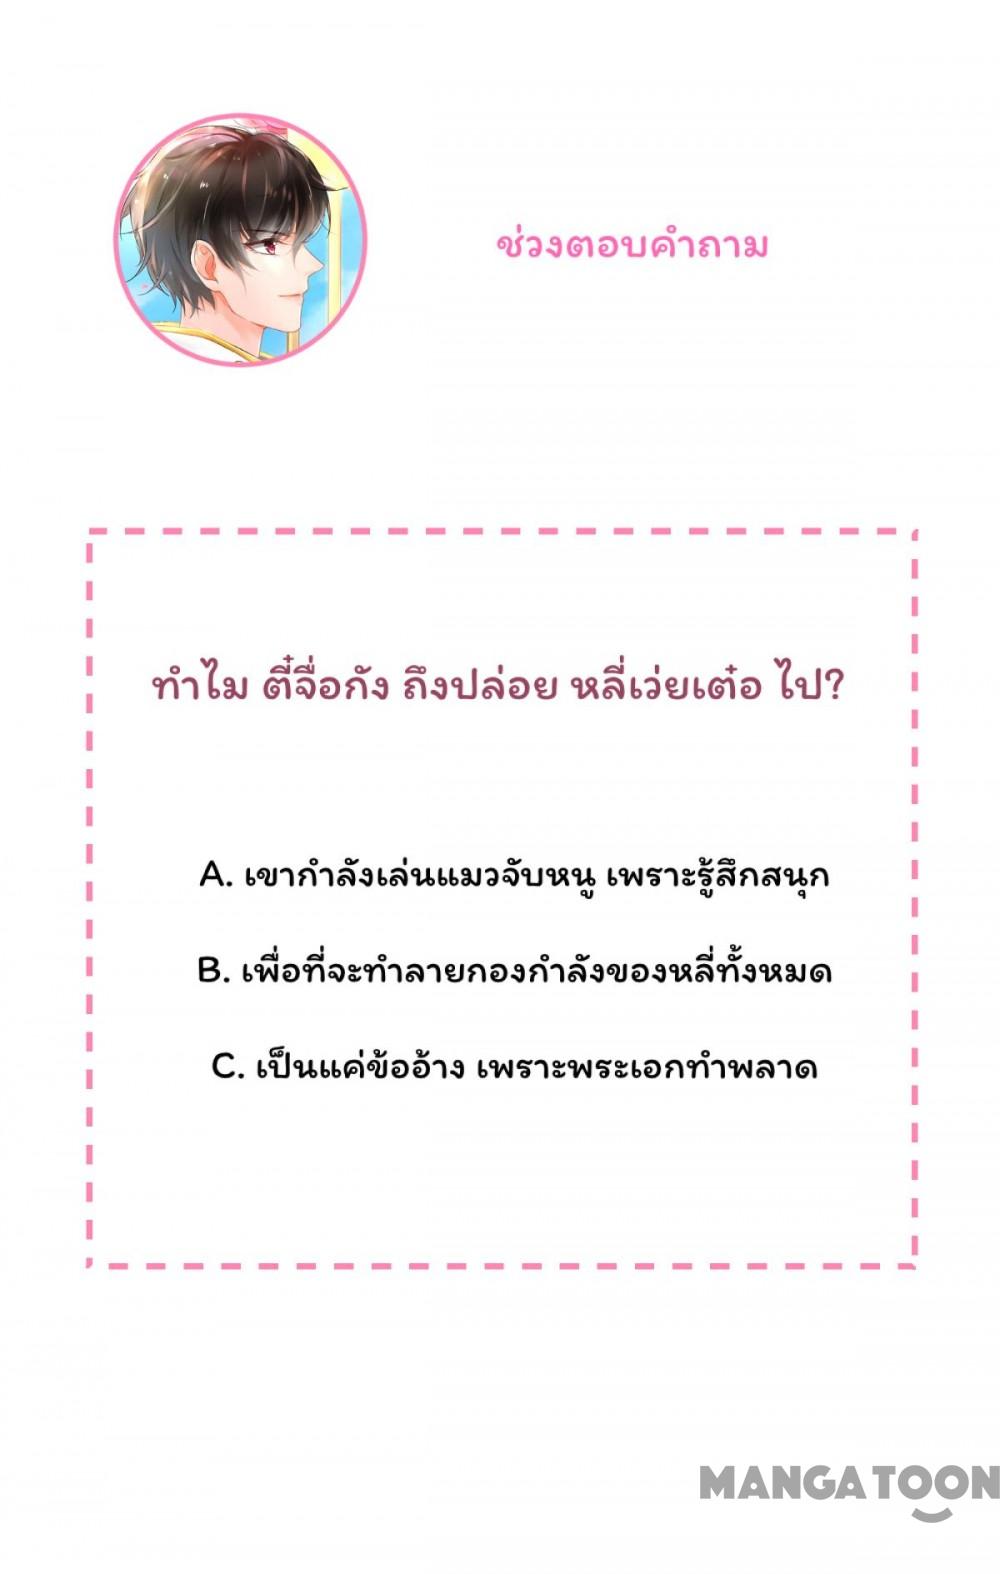 ช่วงตอบคำถาม
ทำไม ตี๋จื่อกัง ถึงปล่อย หลี่เว่ยเต๋อ ไป?
A. เขากำลังเล่นแมวจับหนู เพราะรู้สึกสนุก
B. เพื่อที่จะทำลายกองกำลังของหลี่ทั้งหมด
C. เป็นแค่ข้ออ้าง เพราะพระเอกทำพลาด
MANGATOON